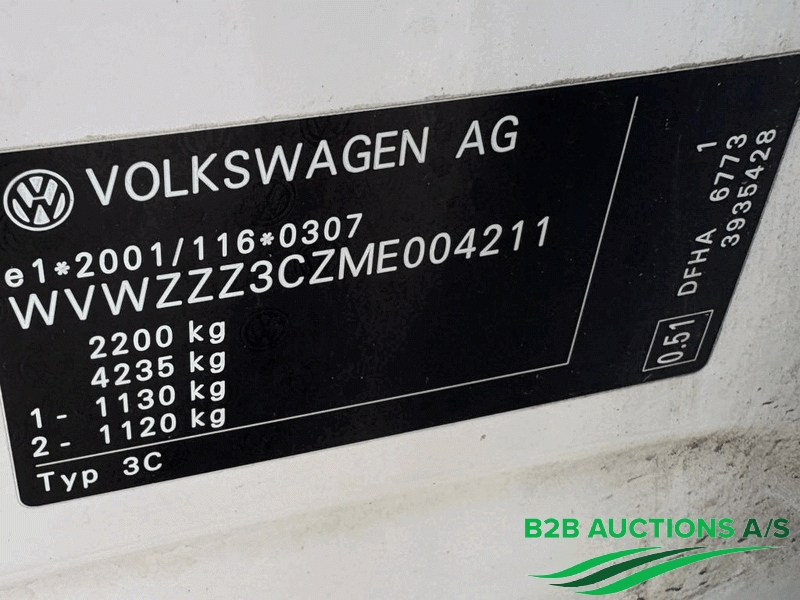 VOLKSWAGEN AG
e1*2001/116*0307
WVWZZZ3CZME004211
2200 kg
4235 kg
1 - 1130 kg
2 - 1120 kg
Typ 3C
1
DFHA 6773
3935428
0.51
B2B AUCTIONS A/S